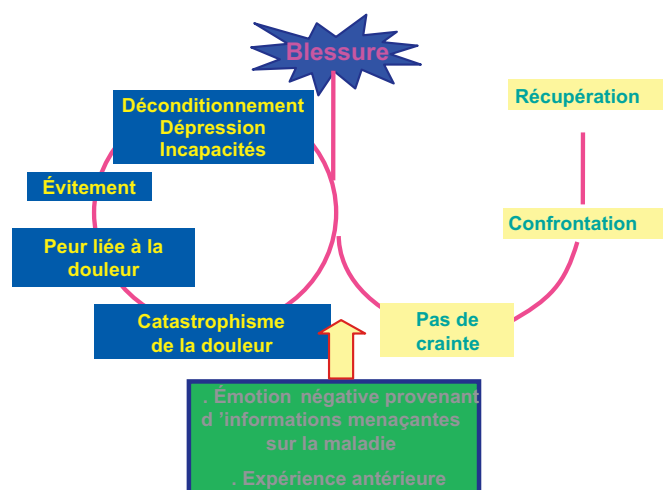 Blessure
Déconditionnement
Dépression
Incapacités
Évitement
Peur liée à la
douleur
Catastrophisme
de la douleur
Récupération
Confrontation
Pas de
crainte
. Émotion négative provenant
d 'informations menaçantes
sur la maladie
. Expérience antérieure